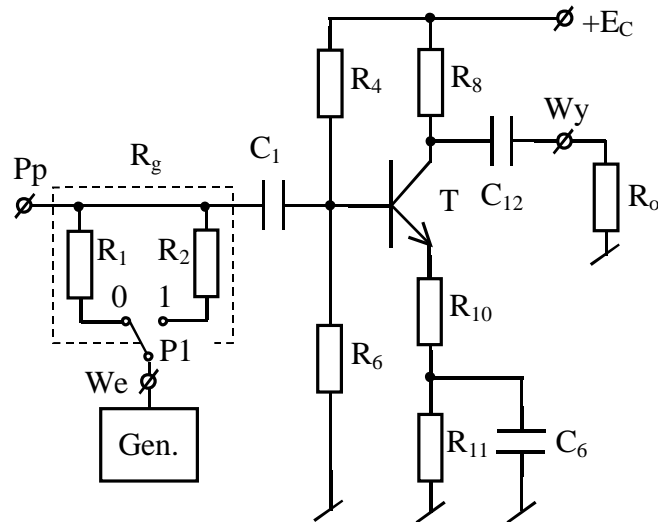 +E_C
R_4
R_8
Wy
Pp
R_g
C_1
T
C_12
R_o
R_1
R_2
0
1
R_10
P1
We
R_6
Gen.
R_11
C_6